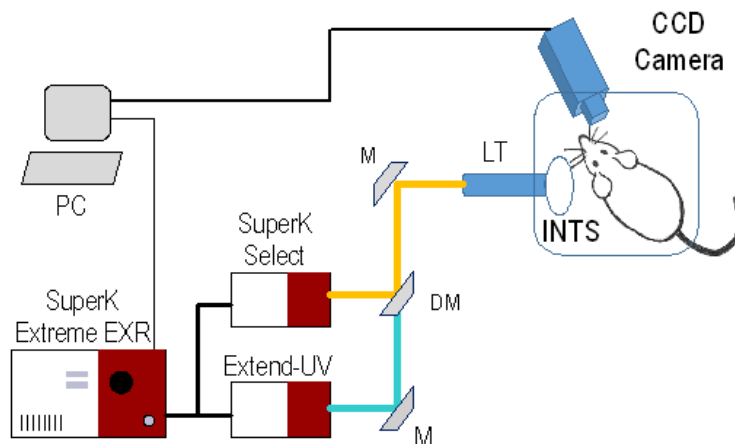 CCD
Camera
M
LT
INTS
PC
SuperK
Select
DM
SuperK
Extreme EXR
Extend-UV
M